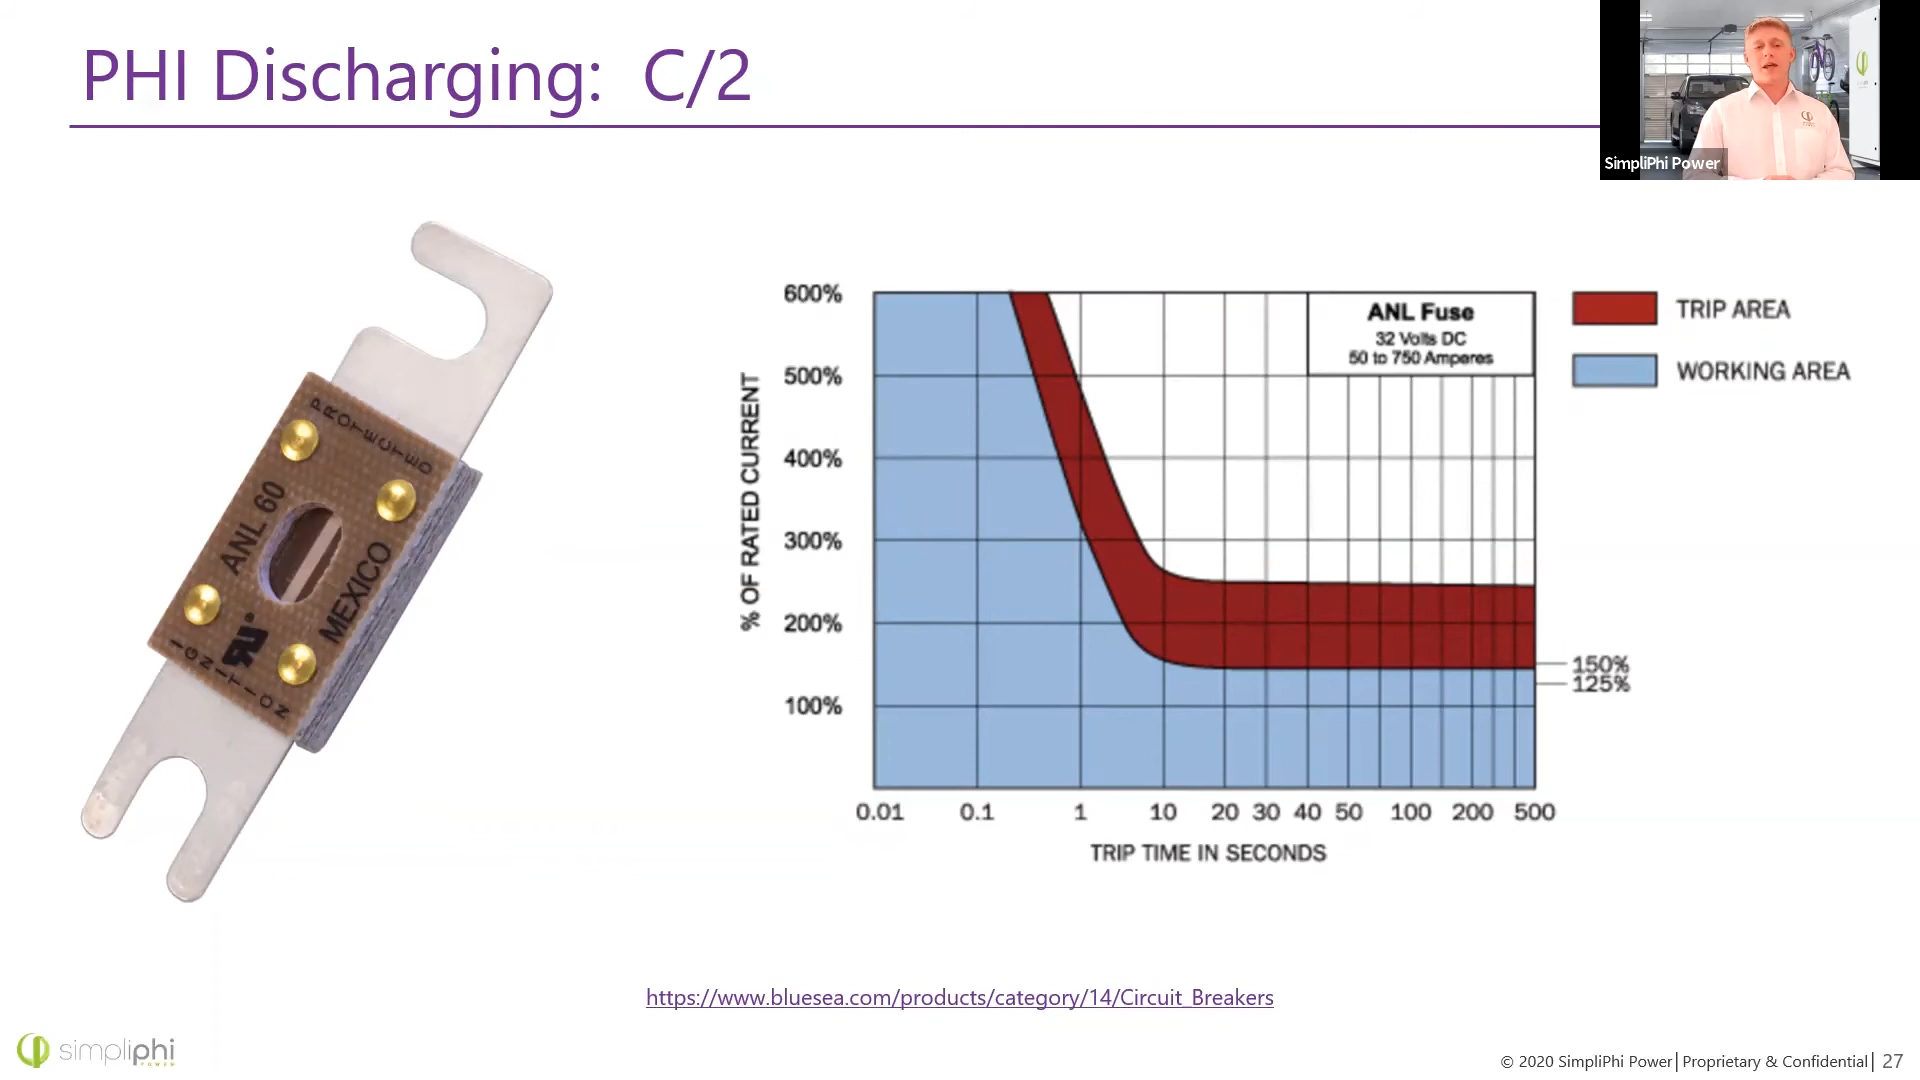 PHI Discharging: C/2
SimpliPhi Power
PROTECTED
ANL 60
MEXICO
IGNITION
600%
500%
400%
300%
200%
100%
% OF RATED CURRENT
ANL Fuse
32 Volts DC
50 to 750 Amperes
TRIP AREA
WORKING AREA
150%
125%
0.01 0.1 1 10 20 30 40 50 100 200 500
TRIP TIME IN SECONDS
https://www.bluesea.com/products/category/14/Circuit_Breakers
simpliphi
POWER
© 2020 SimpliPhi Power| Proprietary & Confidential| 27